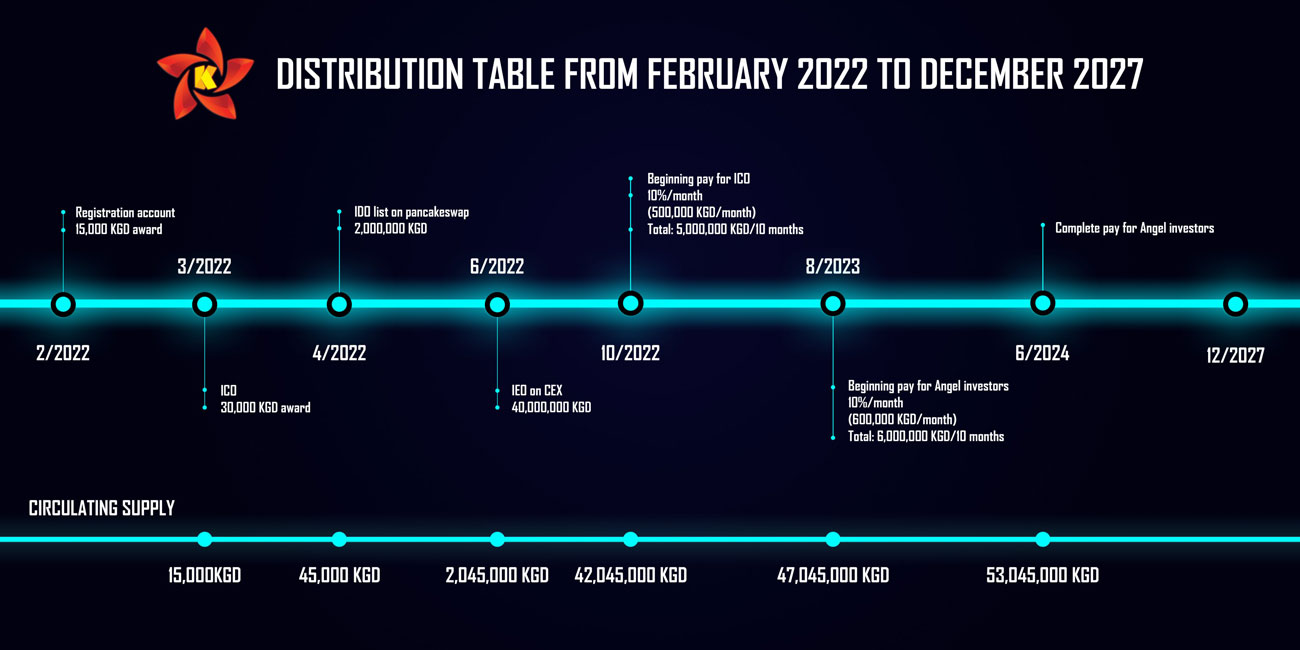 K
DISTRIBUTION TABLE FROM FEBRUARY 2022 TO DECEMBER 2027
Registration account
15,000 KGD award
2/2022
3/2022
ICO
30,000 KGD award
IDO list on pancakeswap
2,000,000 KGD
4/2022
6/2022
IEO on CEX
40,000,000 KGD
Beginning pay for ICO
10%/month
(500,000 KGD/month)
Total: 5,000,000 KGD/10 months
10/2022
8/2023
Beginning pay for Angel investors
10%/month
(600,000 KGD/month)
Total: 6,000,000 KGD/10 months
Complete pay for Angel investors
6/2024
12/2027
CIRCULATING SUPPLY
15,000KGD
45,000 KGD
2,045,000 KGD
42,045,000 KGD
47,045,000 KGD
53,045,000 KGD